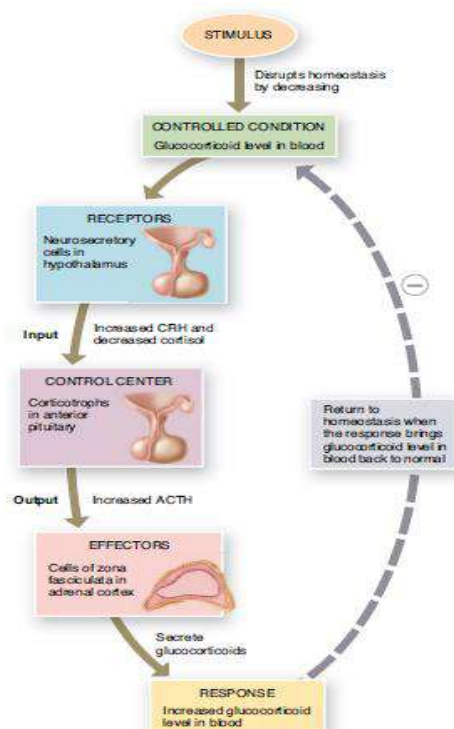 STIMULUS
Disrupts homeostasis
by decreasing
CONTROLLED CONDITION
Glucocorticoid level in blood
RECEPTORS
Neurosecretory
cells in
hypothalamus
Input
Increased CRH and
decreased cortisol
CONTROL CENTER
Corticotrophs
in anterior
pituitary
Return to
homeostasis when
the response brings
glucocorticoid level in
blood back to normal
Output
Increased ACTH
EFFECTORS
Cells of zona
fasciculata in
adrenal cortex
Secrete
glucocorticoids
RESPONSE
Increased glucocorticoid
level in blood